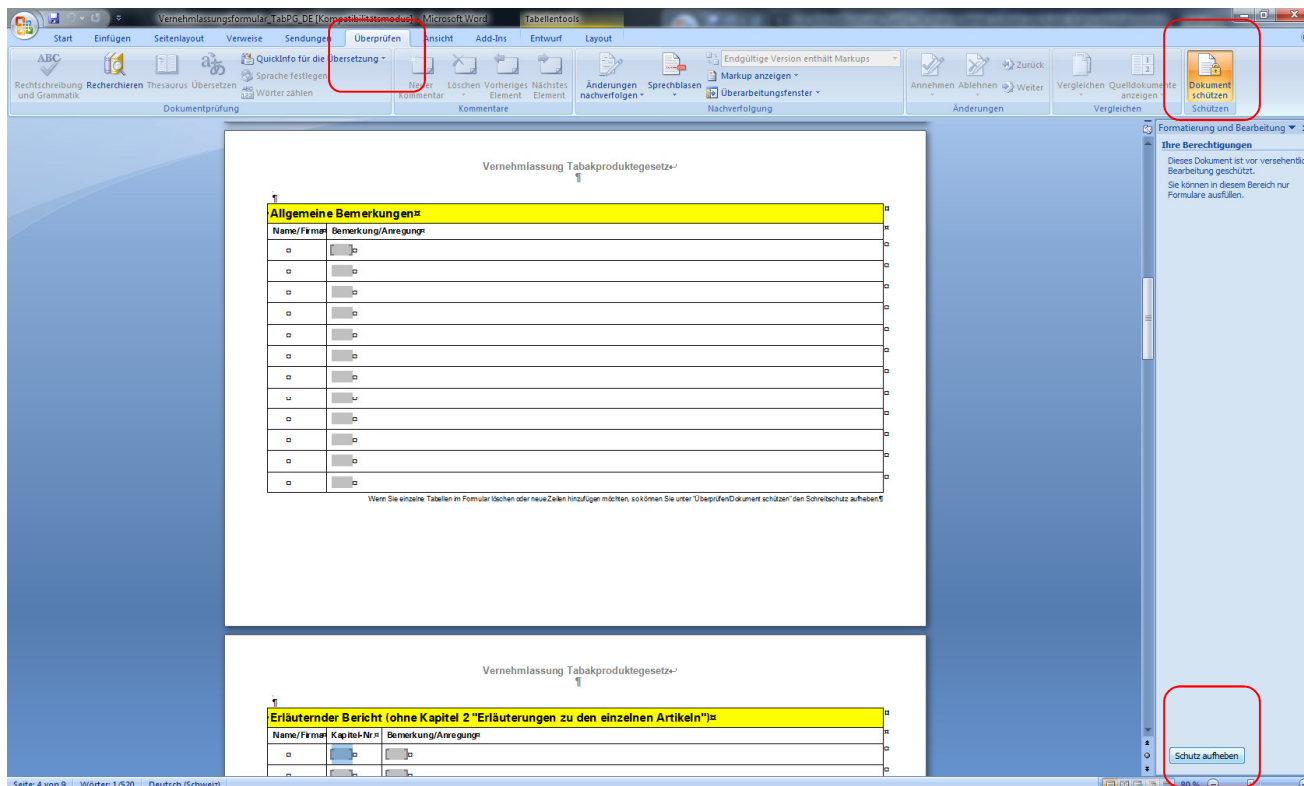 Vernehmlassungsformular_TabPG_DE [Kompatibilitätsmodus] - Microsoft Word
Tabellentools
Start Einfügen Seitenlayout Verweise Sendungen Überprüfen Ansicht Add-Ins Entwurf Layout
ABC
Rechtschreibung und Grammatik
Recherchieren
Thesaurus
Übersetzen
QuickInfo für die Übersetzung
Sprache festlegen
Wörter zählen
Dokumentprüfung
Neuer Kommentar
Löschen
Vorheriges Element
Nächstes Element
Kommentare
Änderungen nachverfolgen
Sprechblasen
Endgültige Version enthält Markups
Markup anzeigen
Überarbeitungsfenster
Nachverfolgung
Annehmen
Ablehnen
Zurück
Weiter
Änderungen
Vergleichen
Quelldokumente anzeigen
Vergleichen
Dokument schützen
Schützen
Formatierung und Bearbeitung
Ihre Berechtigungen
Dieses Dokument ist vor versehentlic
Bearbeitung geschützt.
Sie können in diesem Bereich nur
Formulare ausfüllen.
Vernehmlassung Tabakproduktegesetz
¶
¶
Allgemeine Bemerkungen¤
Name/Firma¤ Bemerkung/Anregung¤
Wenn Sie einzelne Tabellen im Formular löschen oder neue Zeilen hinzufügen möchten, so können Sie unter "Überprüfen/Dokument schützen" den Schreibschutz aufheben¶
Vernehmlassung Tabakproduktegesetz
¶
¶
Erläuternder Bericht (ohne Kapitel 2 "Erläuterungen zu den einzelnen Artikeln")¤
Name/Firma¤ Kapitel-Nr.¤ Bemerkung/Anregung¤
Schutz aufheben
Seite: 4 von 9 Wörter: 1/520 Deutsch (Schweiz) 80 %